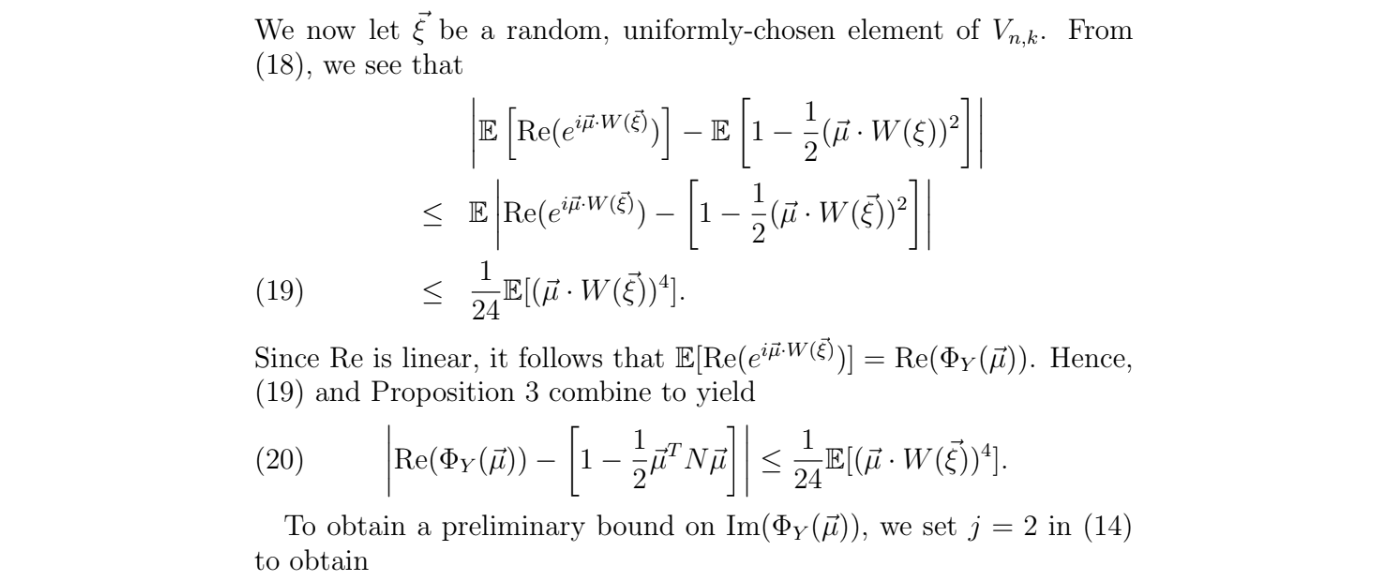 We now let $\vec{\xi}$ be a random, uniformly-chosen element of $V_{n,k}$. From
(18), we see that
$\left|\mathbb{E}\left[\mathrm{Re}(e^{i\vec{\mu}\cdot W(\vec{\xi})})\right] - \mathbb{E}\left[1 - \frac{1}{2}(\vec{\mu}\cdot W(\xi))^2\right]\right|$
$\leq \mathbb{E}\left|\mathrm{Re}(e^{i\vec{\mu}\cdot W(\vec{\xi})}) - \left[1 - \frac{1}{2}(\vec{\mu}\cdot W(\vec{\xi}))^2\right]\right|$
(19) $\leq \frac{1}{24}\mathbb{E}[(\vec{\mu}\cdot W(\vec{\xi}))^4].$
Since Re is linear, it follows that $\mathbb{E}[\mathrm{Re}(e^{i\vec{\mu}\cdot W(\vec{\xi})})] = \mathrm{Re}(\Phi_Y(\vec{\mu}))$. Hence,
(19) and Proposition 3 combine to yield
(20) $\left|\mathrm{Re}(\Phi_Y(\vec{\mu})) - \left[1 - \frac{1}{2}\vec{\mu}^T N\vec{\mu}\right]\right| \leq \frac{1}{24}\mathbb{E}[(\vec{\mu}\cdot W(\vec{\xi}))^4].$
To obtain a preliminary bound on $\mathrm{Im}(\Phi_Y(\vec{\mu}))$, we set $j = 2$ in (14)
to obtain